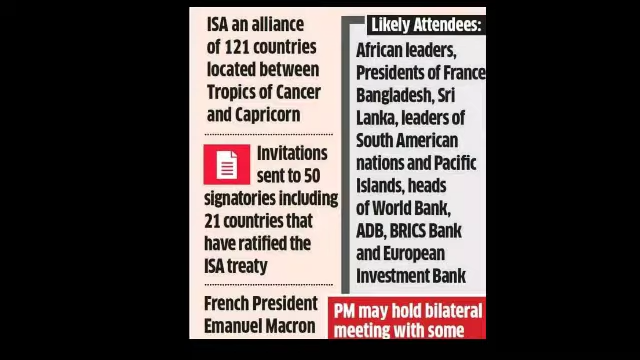 ISA an alliance
of 121 countries
located between
Tropics of Cancer
and Capricorn
Invitations
sent to 50
signatories including
21 countries that
have ratified the
ISA treaty
French President
Emanuel Macron
Likely Attendees:
African leaders,
Presidents of France
Bangladesh, Sri
Lanka, leaders of
South American
nations and Pacific
Islands, heads
of World Bank,
ADB, BRICS Bank
and European
Investment Bank
PM may hold bilateral
meeting with some